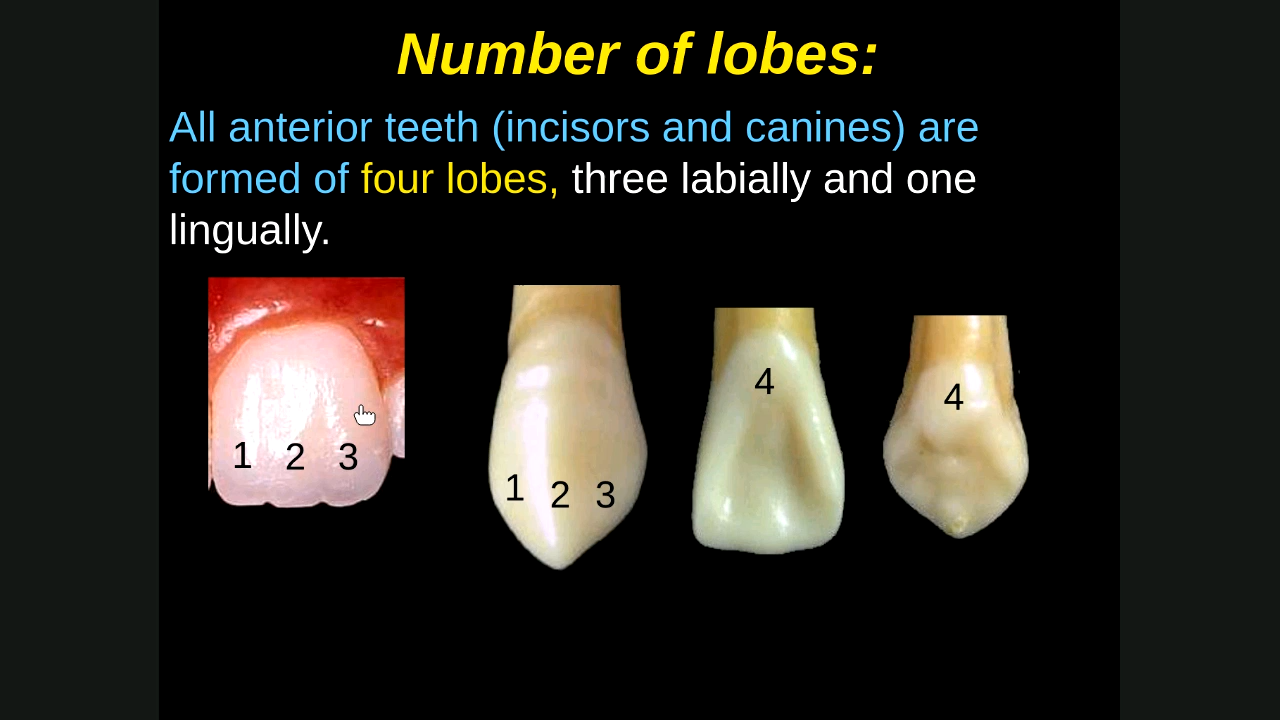 Number of lobes:
All anterior teeth (incisors and canines) are
formed of four lobes, three labially and one
lingually.
1 2 3
1 2 3
4
4